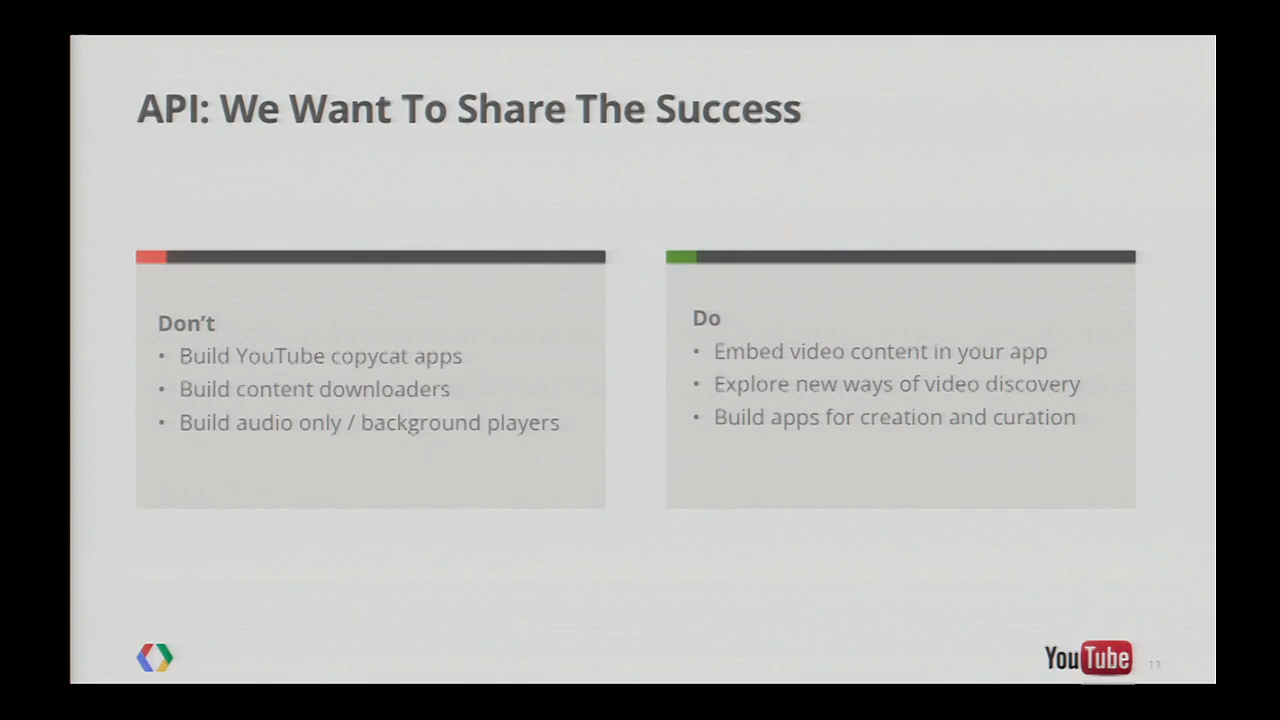 API: We Want To Share The Success
Don't
• Build YouTube copycat apps
• Build content downloaders
• Build audio only / background players
Do
• Embed video content in your app
• Explore new ways of video discovery
• Build apps for creation and curation
YouTube
13